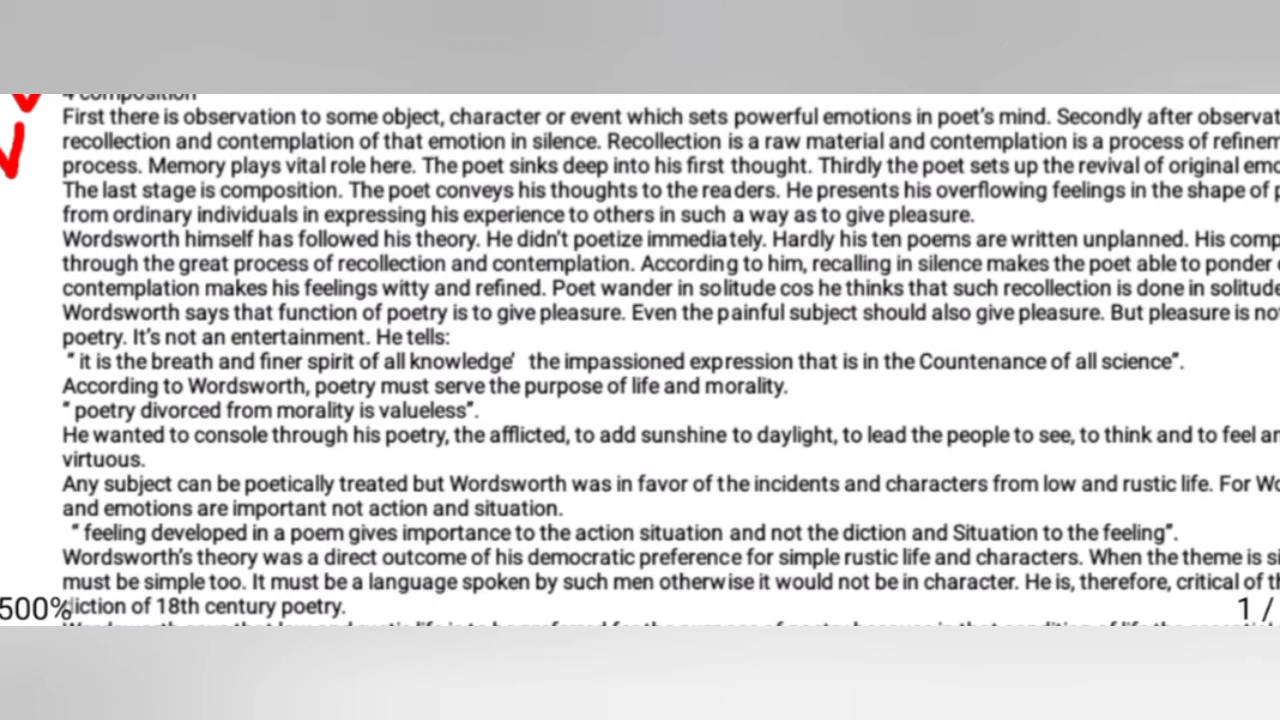 4 composition
First there is observation to some object, character or event which sets powerful emotions in poet's mind. Secondly after observat
recollection and contemplation of that emotion in silence. Recollection is a raw material and contemplation is a process of refinem
process. Memory plays vital role here. The poet sinks deep into his first thought. Thirdly the poet sets up the revival of original emo
The last stage is composition. The poet conveys his thoughts to the readers. He presents his overflowing feelings in the shape of p
from ordinary individuals in expressing his experience to others in such a way as to give pleasure.
Wordsworth himself has followed his theory. He didn't poetize immediately. Hardly his ten poems are written unplanned. His comp
through the great process of recollection and contemplation. According to him, recalling in silence makes the poet able to ponder
contemplation makes his feelings witty and refined. Poet wander in solitude cos he thinks that such recollection is done in solitude
Wordsworth says that function of poetry is to give pleasure. Even the painful subject should also give pleasure. But pleasure is no
poetry. It's not an entertainment. He tells:
" it is the breath and finer spirit of all knowledge' the impassioned expression that is in the Countenance of all science".
According to Wordsworth, poetry must serve the purpose of life and morality.
" poetry divorced from morality is valueless".
He wanted to console through his poetry, the afflicted, to add sunshine to daylight, to lead the people to see, to think and to feel an
virtuous.
Any subject can be poetically treated but Wordsworth was in favor of the incidents and characters from low and rustic life. For Wo
and emotions are important not action and situation.
" feeling developed in a poem gives importance to the action situation and not the diction and Situation to the feeling".
Wordsworth's theory was a direct outcome of his democratic preference for simple rustic life and characters. When the theme is si
must be simple too. It must be a language spoken by such men otherwise it would not be in character. He is, therefore, critical of th
diction of 18th century poetry.
500%
1 /